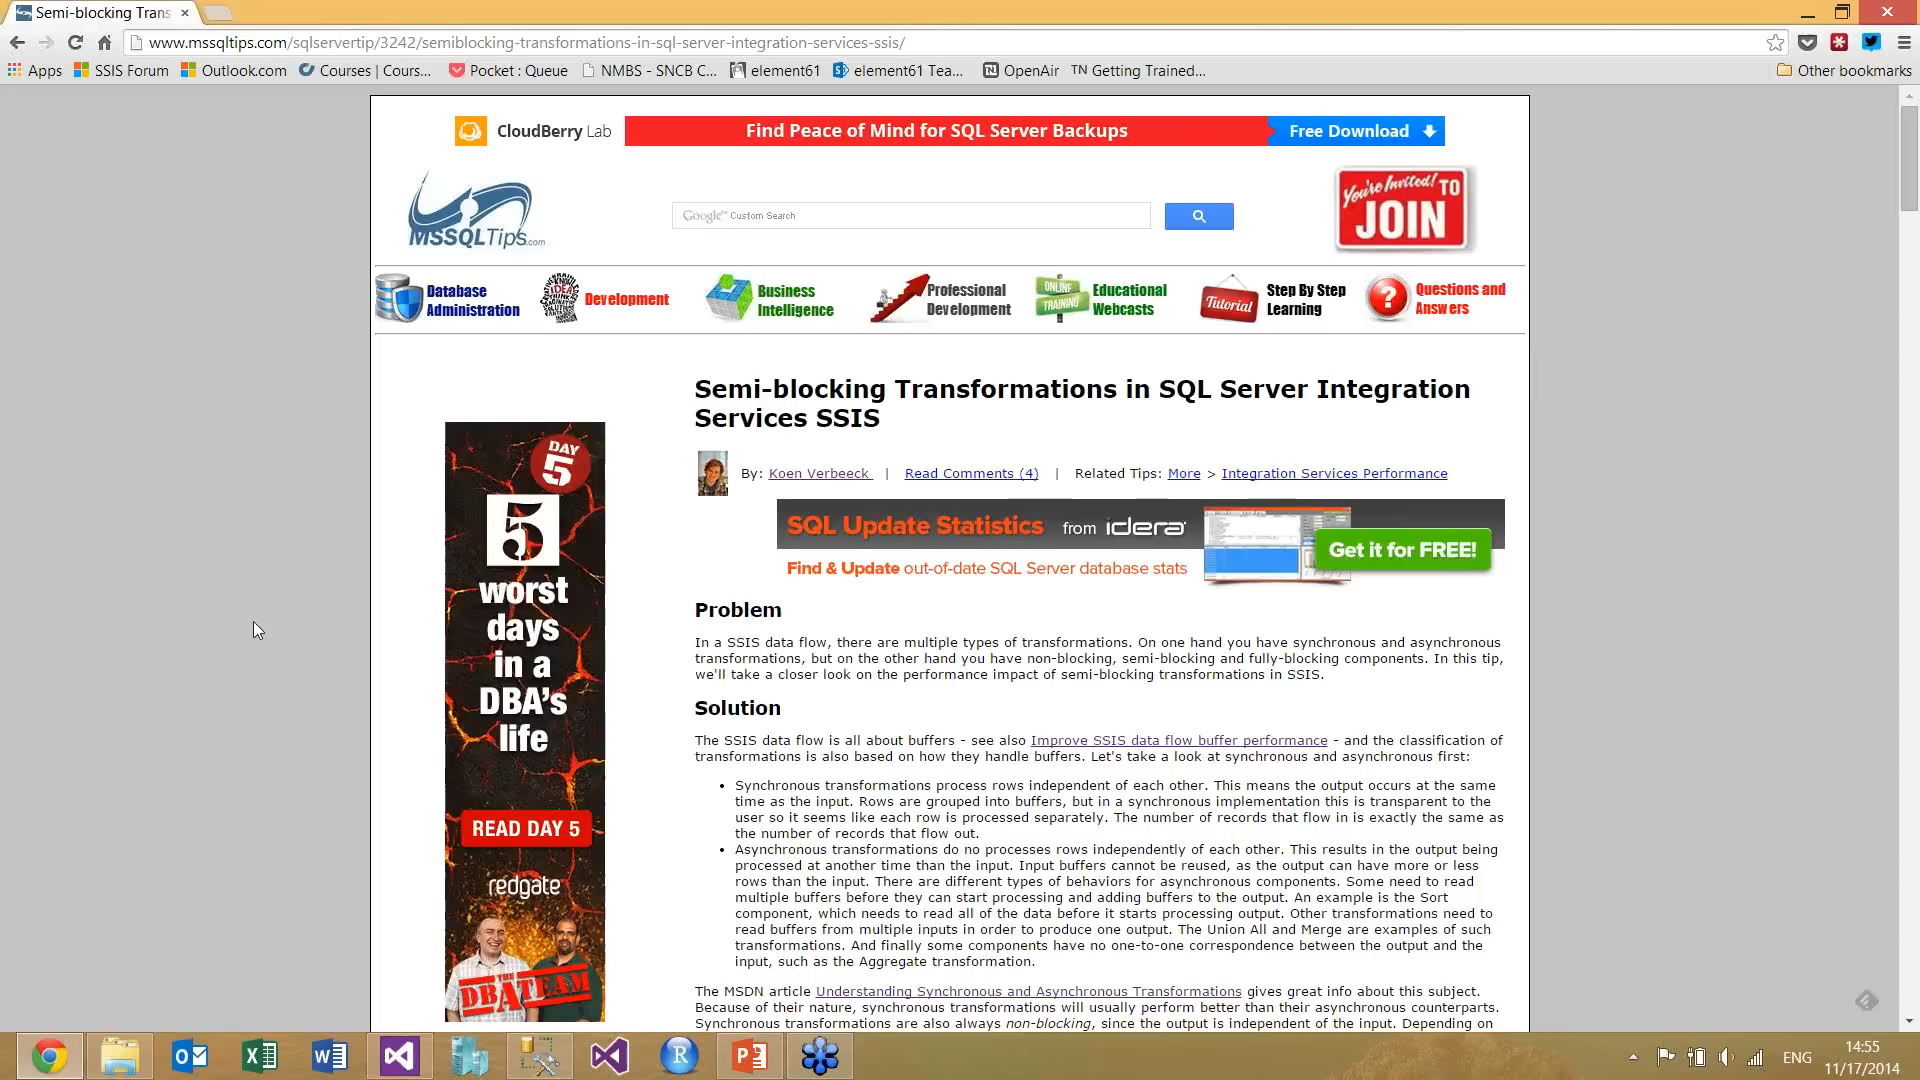 Semi-blocking Trans
www.mssqltips.com/sqlservertip/3242/semiblocking-transformations-in-sql-server-integration-services-ssis/
Apps SSIS Forum Outlook.com Courses | Cours... Pocket : Queue NMBS - SNCB C... element61 element61 Tea... OpenAir TN Getting Trained... Other bookmarks
CloudBerry Lab Find Peace of Mind for SQL Server Backups Free Download
MSSQLTips.com
Google™ Custom Search
You're Invited! TO
JOIN
Database
Administration
Development
Business
Intelligence
Professional
Development
ONLINE
TRAINING
Educational
Webcasts
Tutorial
Step By Step
Learning
Questions and
Answers
Semi-blocking Transformations in SQL Server Integration
Services SSIS
By: Koen Verbeeck | Read Comments (4) | Related Tips: More > Integration Services Performance
SQL Update Statistics from idera
Find & Update out-of-date SQL Server database stats
Get it for FREE!
DAY
5
5
worst
days
in a
DBA's
life
READ DAY 5
redgate
THE
DBA TEAM
Problem
In a SSIS data flow, there are multiple types of transformations. On one hand you have synchronous and asynchronous
transformations, but on the other hand you have non-blocking, semi-blocking and fully-blocking components. In this tip,
we'll take a closer look on the performance impact of semi-blocking transformations in SSIS.
Solution
The SSIS data flow is all about buffers - see also Improve SSIS data flow buffer performance - and the classification of
transformations is also based on how they handle buffers. Let's take a look at synchronous and asynchronous first:
• Synchronous transformations process rows independent of each other. This means the output occurs at the same
time as the input. Rows are grouped into buffers, but in a synchronous implementation this is transparent to the
user so it seems like each row is processed separately. The number of records that flow in is exactly the same as
the number of records that flow out.
• Asynchronous transformations do no processes rows independently of each other. This results in the output being
processed at another time than the input. Input buffers cannot be reused, as the output can have more or less
rows than the input. There are different types of behaviors for asynchronous components. Some need to read
multiple buffers before they can start processing and adding buffers to the output. An example is the Sort
component, which needs to read all of the data before it starts processing output. Other transformations need to
read buffers from multiple inputs in order to produce one output. The Union All and Merge are examples of such
transformations. And finally some components have no one-to-one correspondence between the output and the
input, such as the Aggregate transformation.
The MSDN article Understanding Synchronous and Asynchronous Transformations gives great info about this subject.
Because of their nature, synchronous transformations will usually perform better than their asynchronous counterparts.
Synchronous transformations are also always non-blocking, since the output is independent of the input. Depending on
ENG
14:55
11/17/2014